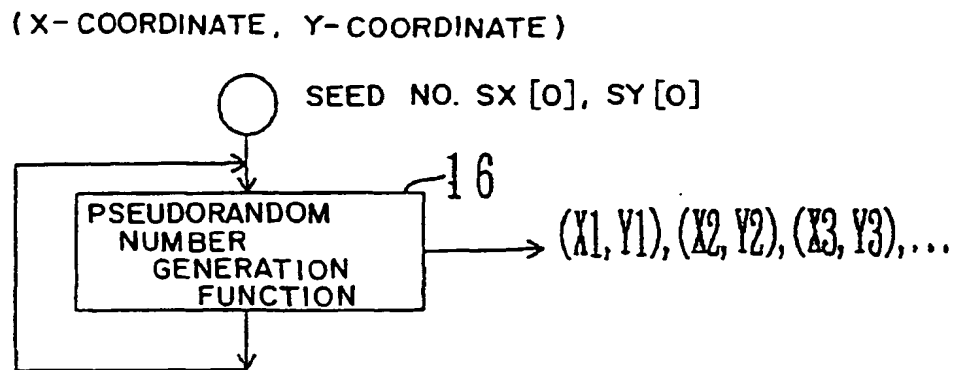 (X-COORDINATE, Y-COORDINATE)
SEED NO. SX[0], SY[0]
16
PSEUDORANDOM
NUMBER
GENERATION
FUNCTION
(X1, Y1), (X2, Y2), (X3, Y3), ...